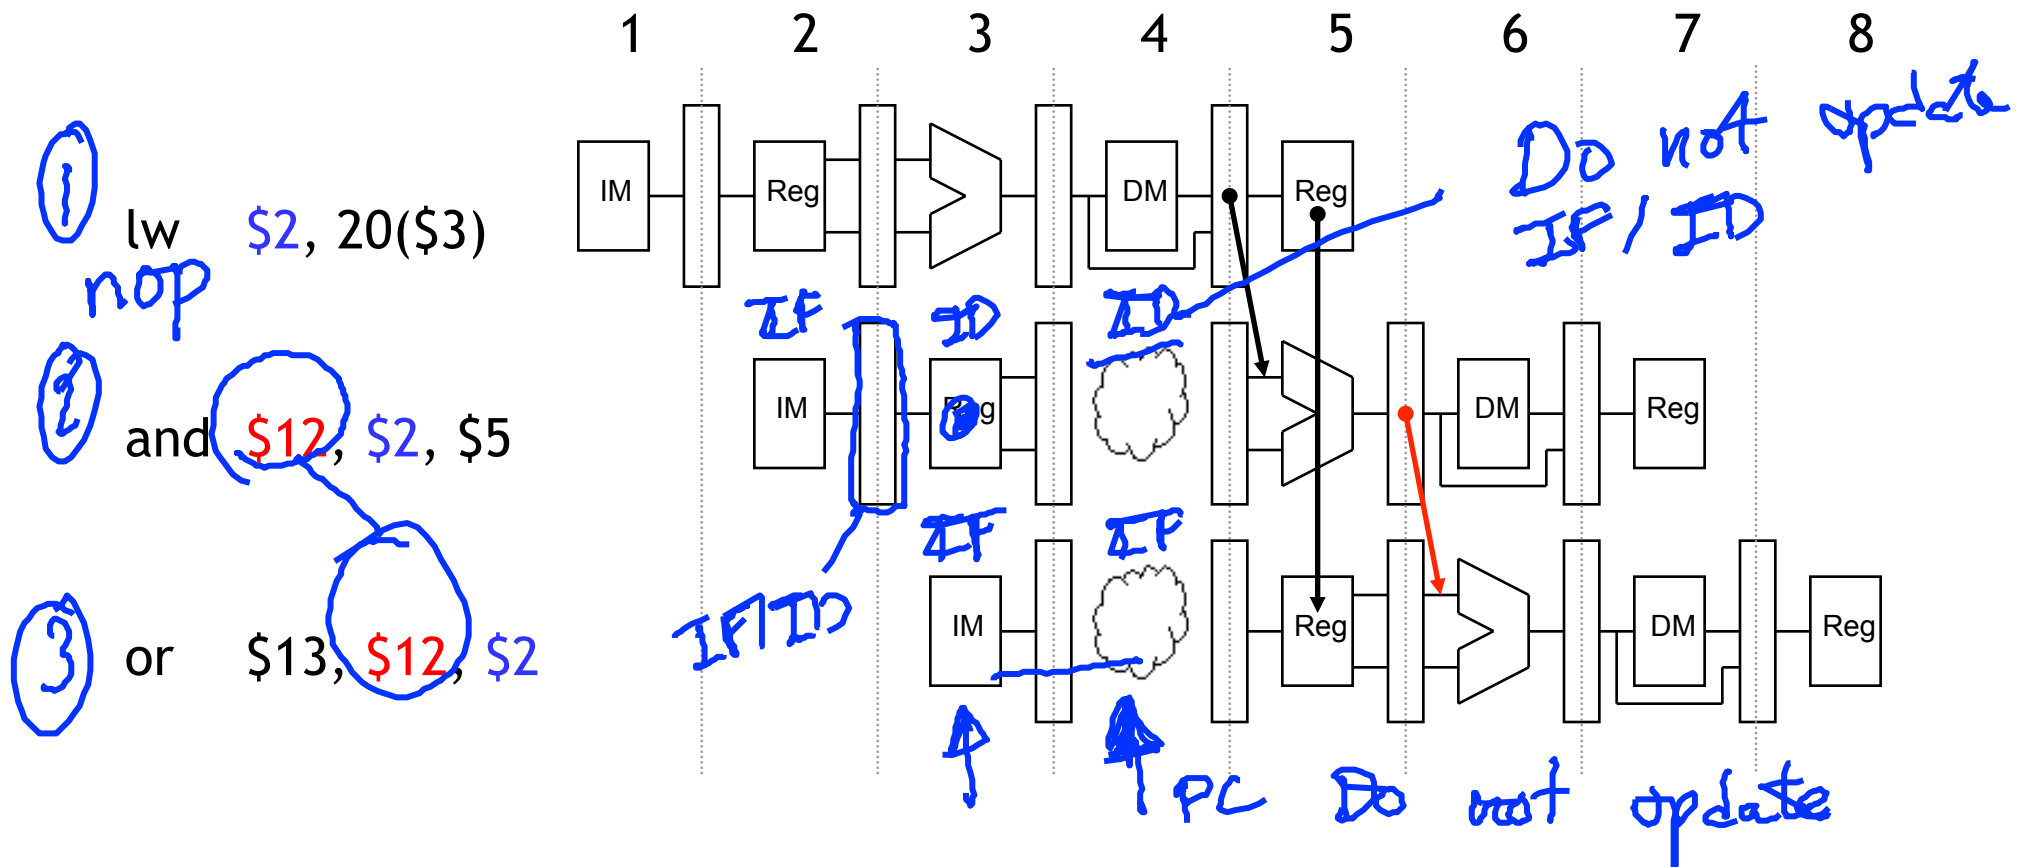 1 2 3 4 5 6 7 8
Do not update
IF/ID
1
lw $2, 20($3)
nop
IM Reg DM Reg
IF ID ID
2
and $12, $2, $5
IM Reg DM Reg
IF IF
IF/ID
3
or $13, $12, $2
IM Reg DM Reg
PC Do not update